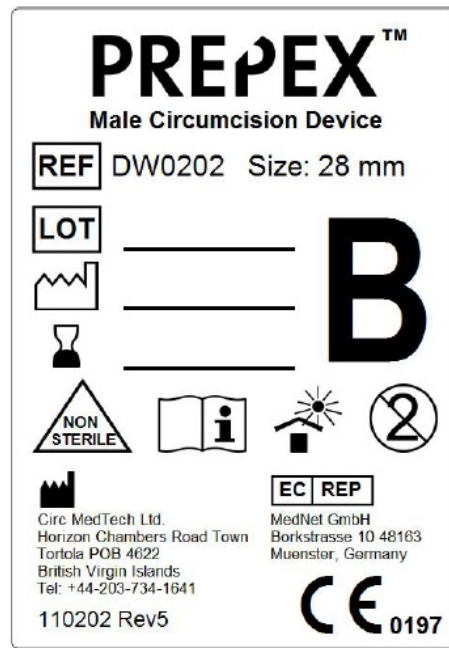 PREPEX™
Male Circumcision Device
REF DW0202 Size: 28 mm
LOT
B
NON
STERILE
i
2
Circ MedTech Ltd.
Horizon Chambers Road Town
Tortola POB 4622
British Virgin Islands
Tel: +44-203-734-1641
110202 Rev5
EC REP
MedNet GmbH
Borkstrasse 10 48163
Muenster, Germany
CE 0197